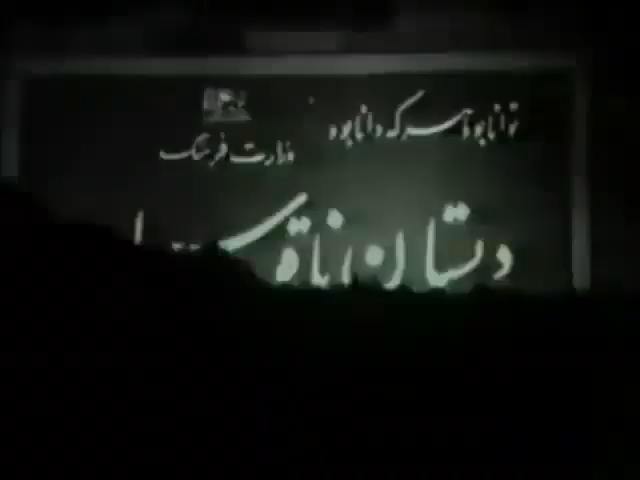 توانا بود هر که دانا بود
وزارت فرهنگ
دبستان